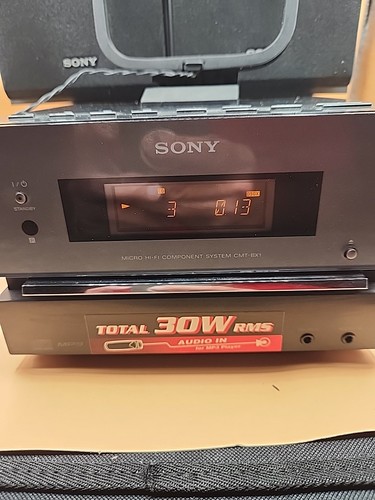 SONY
SONY
I/
STANDBY
3 013
MICRO HI-FI COMPONENT SYSTEM CMT-BX1
TOTAL 30W RMS
AUDIO IN
for MP3 Player